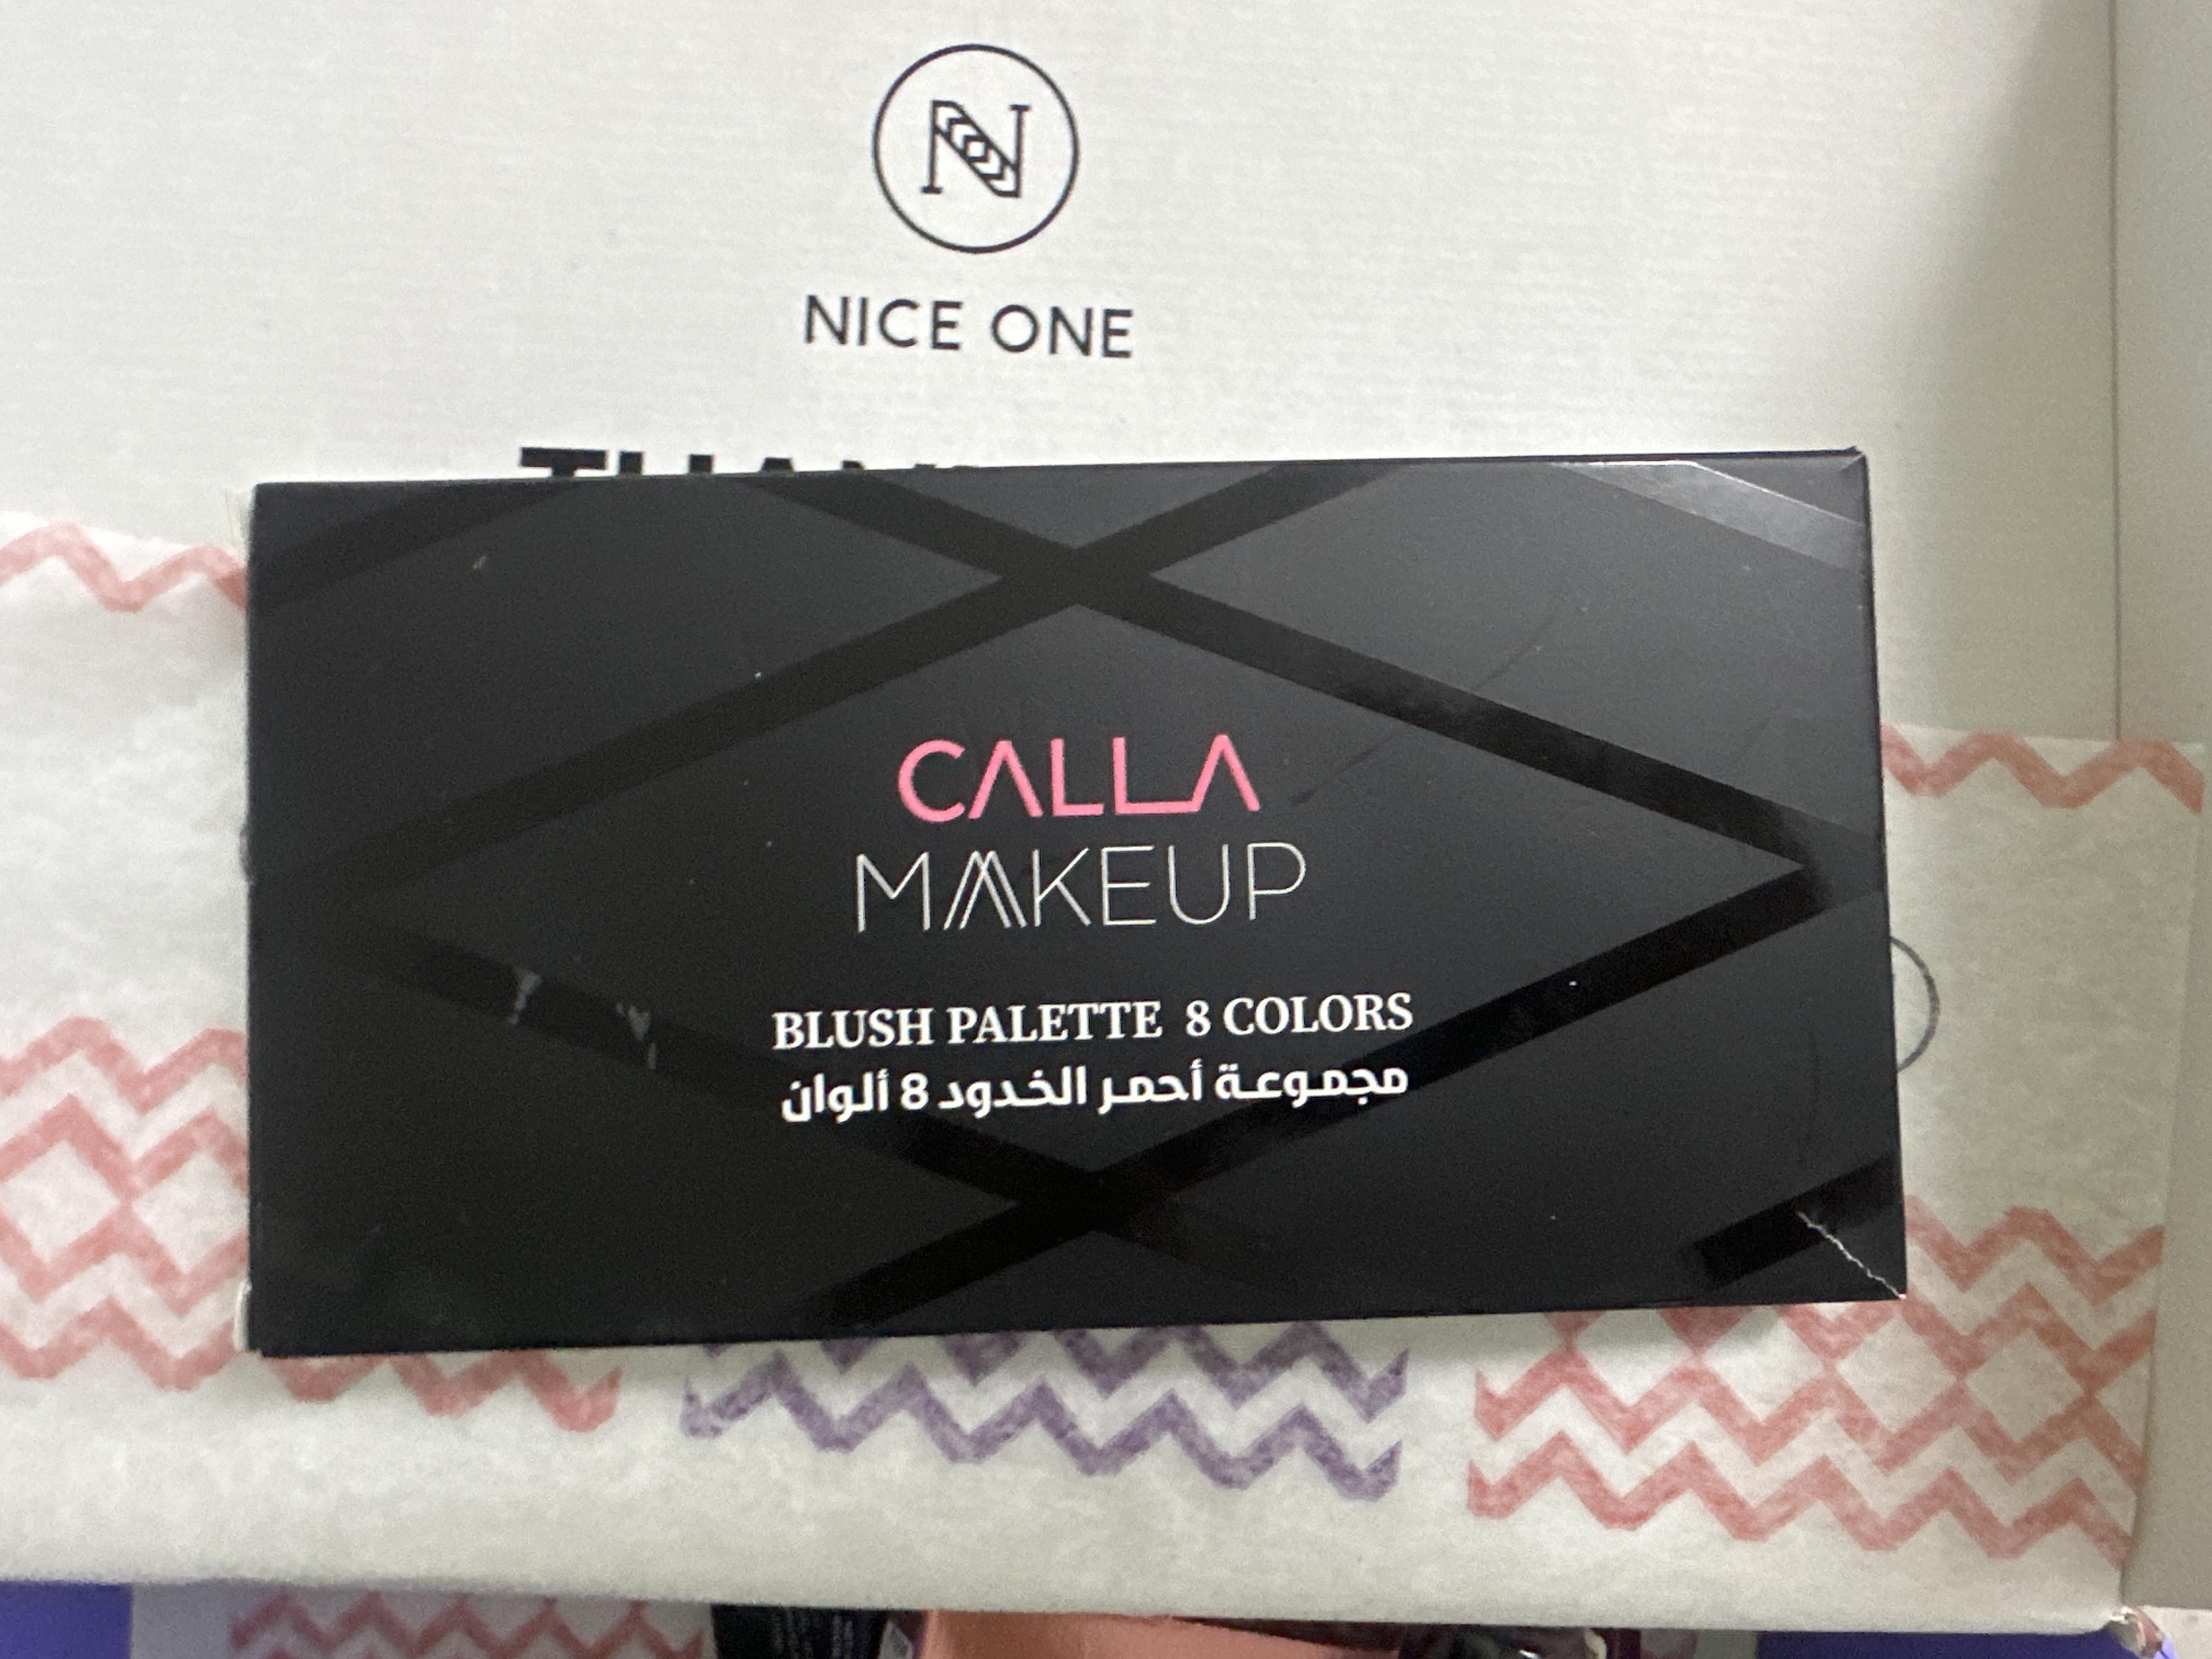 N
NICE ONE
CALLA
MAKEUP
BLUSH PALETTE 8 COLORS
مجموعة أحمر الخدود 8 ألوان